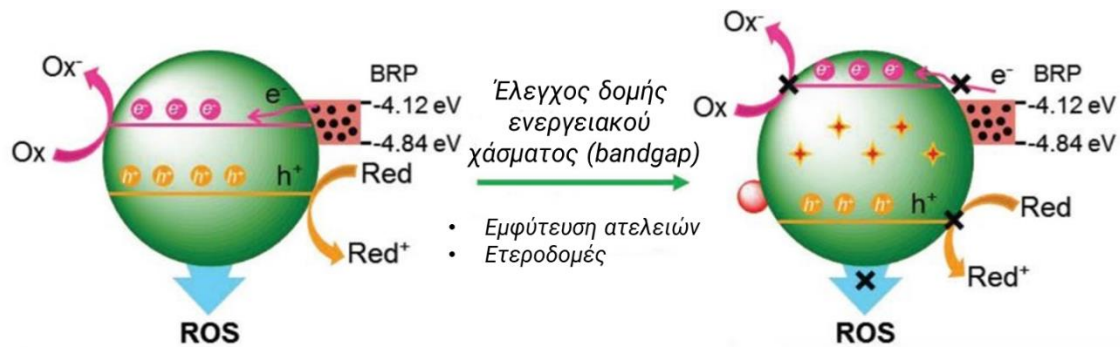 Ox⁻
Ox
e⁻ e⁻ e⁻
e⁻
BRP
-4.12 eV
-4.84 eV
h⁺ h⁺ h⁺ h⁺
h⁺
Red
Red⁺
ROS
Έλεγχος δομής
ενεργειακού
χάσματος (bandgap)
• Εμφύτευση ατελειών
• Ετεροδομές
Ox⁻
Ox
e⁻ e⁻ e⁻
e⁻
BRP
-4.12 eV
-4.84 eV
h⁺ h⁺ h⁺
h⁺
Red
Red⁺
ROS